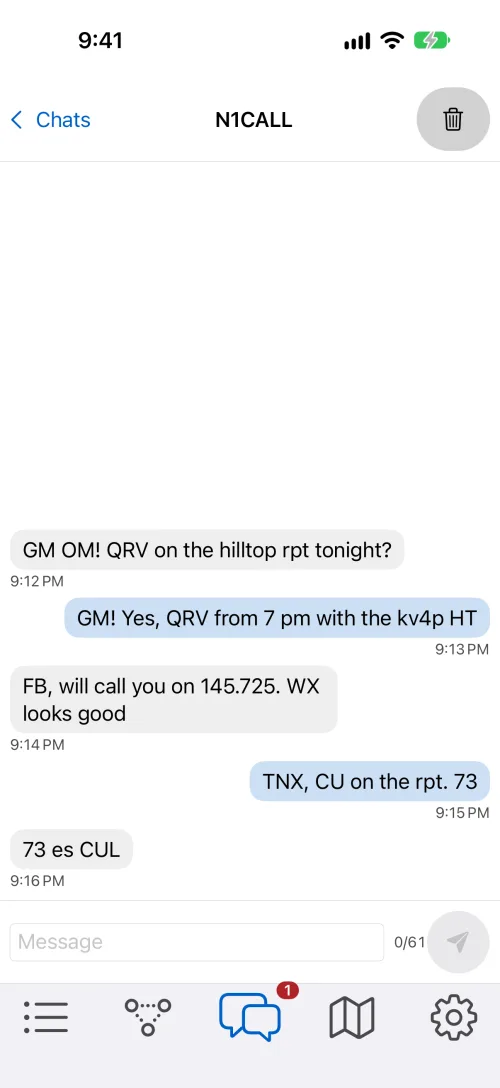 9:41
Chats
N1CALL
GM OM! QRV on the hilltop rpt tonight?
9:12 PM
GM! Yes, QRV from 7 pm with the kv4p HT
9:13 PM
FB, will call you on 145.725. WX
looks good
9:14 PM
TNX, CU on the rpt. 73
9:15 PM
73 es CUL
9:16 PM
Message
0/61
1